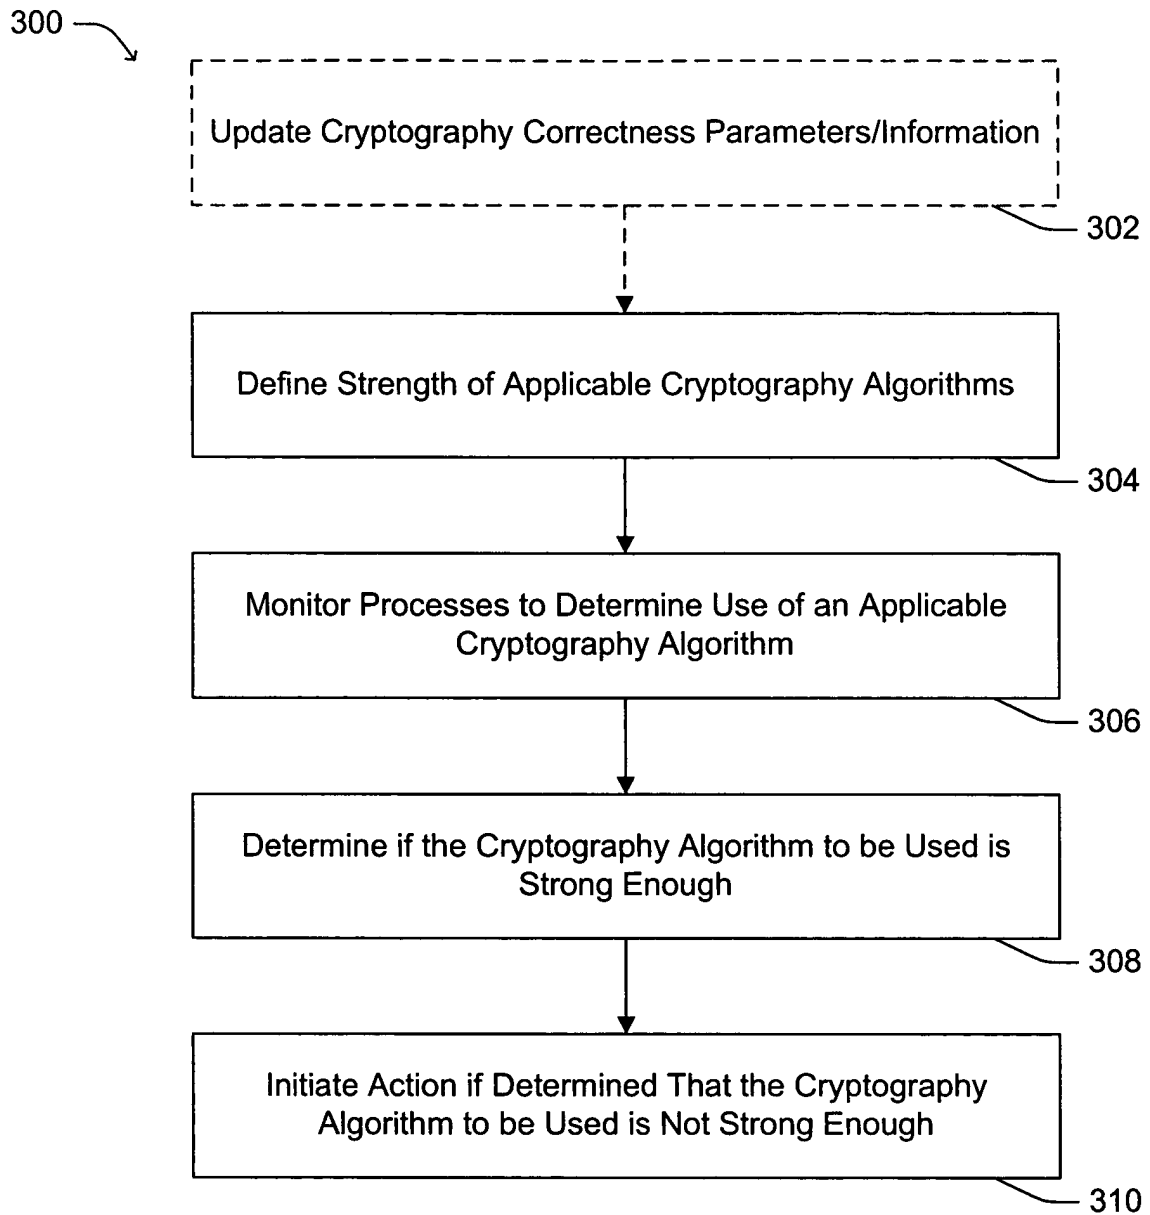 300
Update Cryptography Correctness Parameters/Information
302
Define Strength of Applicable Cryptography Algorithms
304
Monitor Processes to Determine Use of an Applicable
Cryptography Algorithm
306
Determine if the Cryptography Algorithm to be Used is
Strong Enough
308
Initiate Action if Determined That the Cryptography
Algorithm to be Used is Not Strong Enough
310